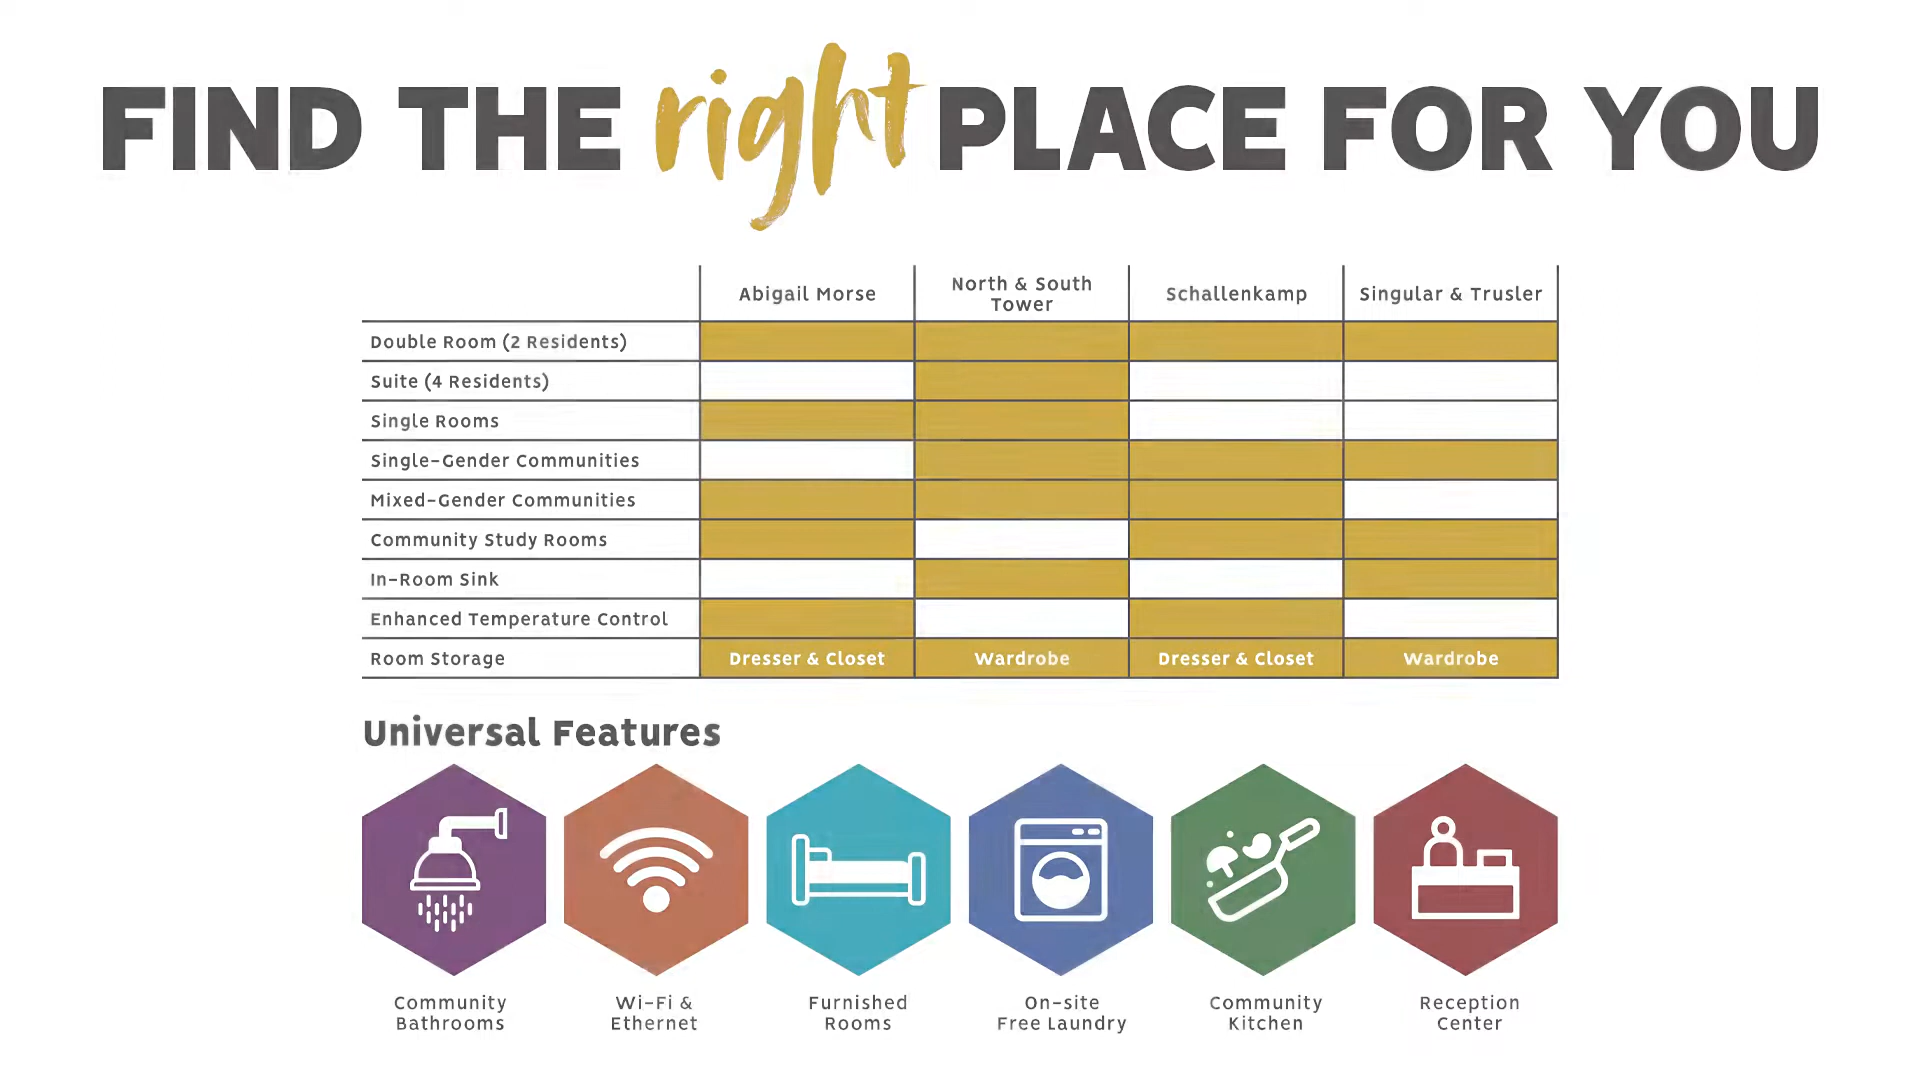 FIND THE right PLACE FOR YOU
Abigail Morse
North & South
Tower
Schallenkamp
Singular & Trusler
Double Room (2 Residents)
Suite (4 Residents)
Single Rooms
Single-Gender Communities
Mixed-Gender Communities
Community Study Rooms
In-Room Sink
Enhanced Temperature Control
Room Storage
Dresser & Closet
Wardrobe
Dresser & Closet
Wardrobe
Universal Features
Community
Bathrooms
Wi-Fi &
Ethernet
Furnished
Rooms
On-site
Free Laundry
Community
Kitchen
Reception
Center